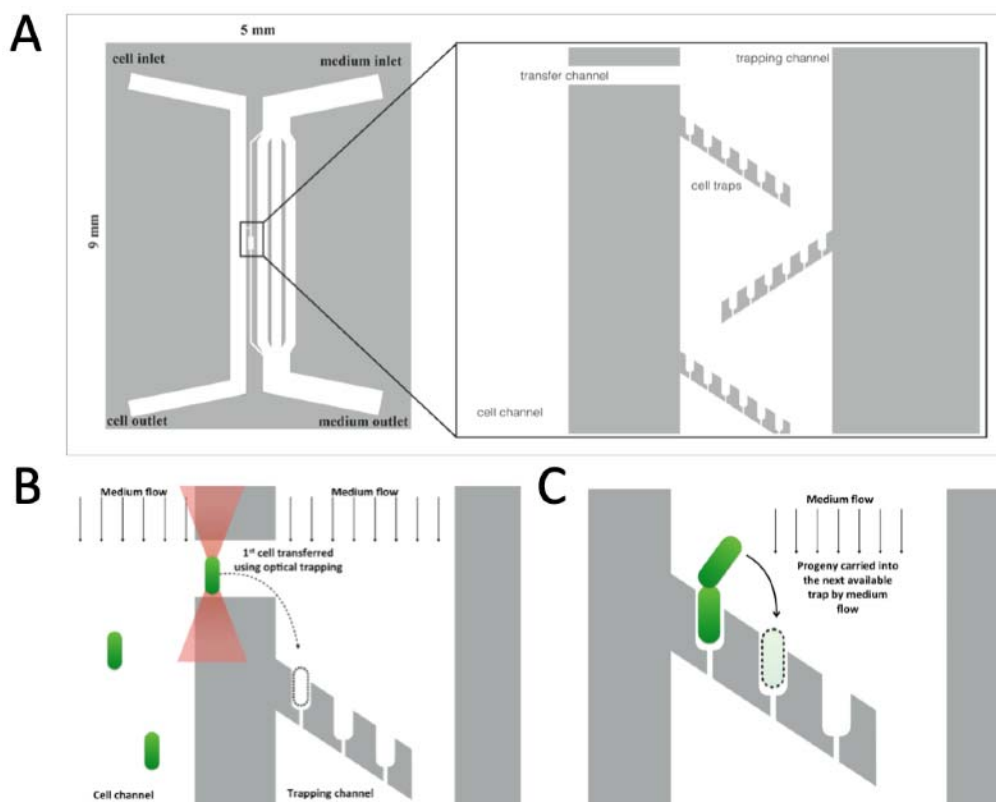 A
5 mm
cell inlet
medium inlet
9 mm
cell outlet
medium outlet
transfer channel
trapping channel
cell traps
cell channel
B
Medium flow
Medium flow
1st cell transferred
using optical trapping
Cell channel
Trapping channel
C
Medium flow
Progeny carried into
the next available
trap by medium
flow